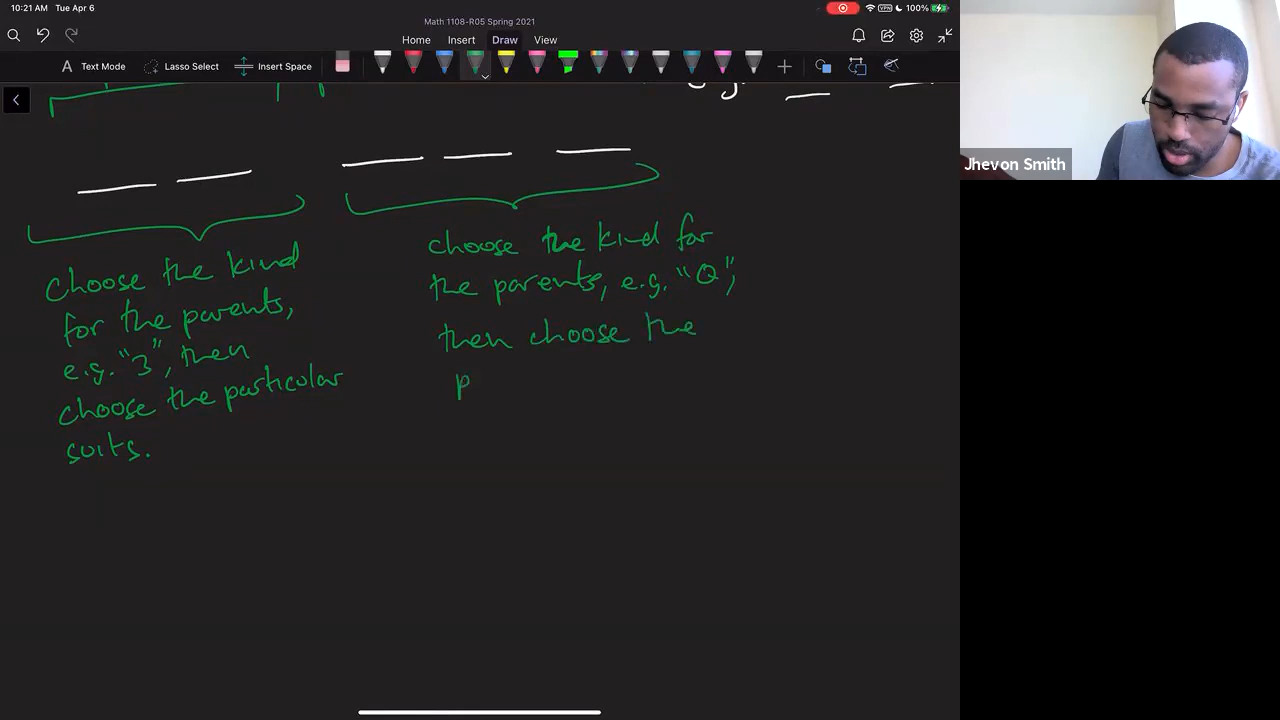 10:21 AM Tue Apr 6
VPN 100%
Math 1108-R05 Spring 2021
Home Insert Draw View
Text Mode Lasso Select Insert Space
Jhevon Smith
choose the kind
for the parents,
e.g. "3", then
choose the particular
suits.
choose the kind for
the parents, e.g. "Q",
then choose the
p